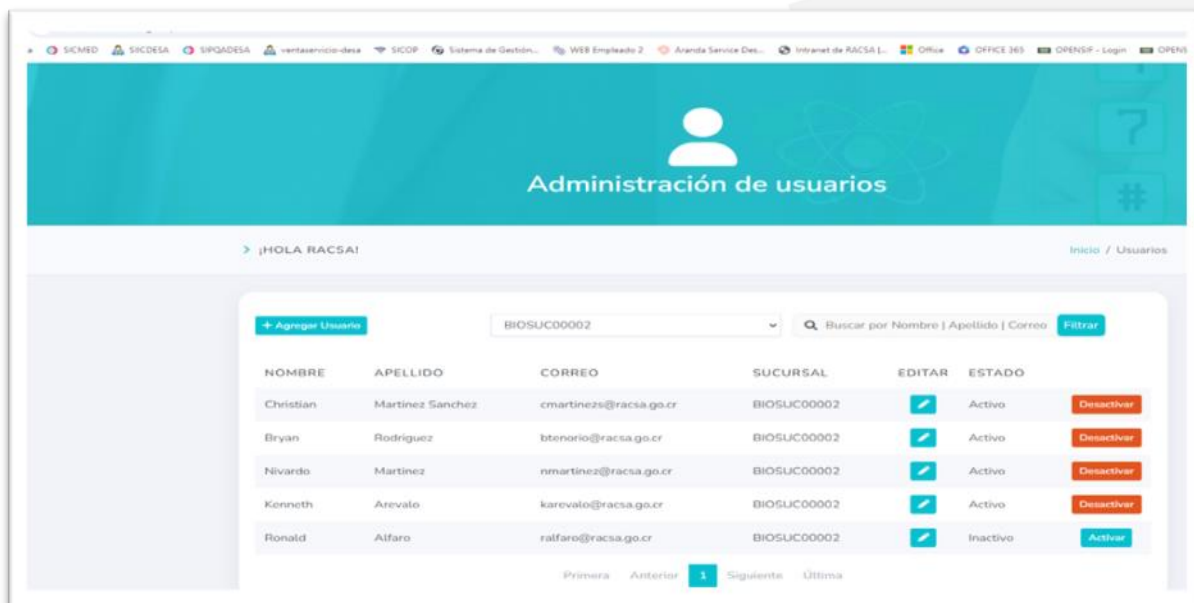 SICMED SICDESA SIPQADESA ventaservicio-desa SICOP Sistema de Gestión... WEB Empleado 2 Aranda Service Des... Intranet de RACSA |... Office OFFICE 365 OPENSIF - Login OPENS
7
#
Administración de usuarios
> ¡HOLA RACSA! Inicio / Usuarios
+ Agregar Usuario BIOSUC00002 Buscar por Nombre | Apellido | Correo Filtrar
NOMBRE APELLIDO CORREO SUCURSAL EDITAR ESTADO
Christian Martinez Sanchez cmartinezs@racsa.go.cr BIOSUC00002 Activo Desactivar
Bryan Rodriguez btenorio@racsa.go.cr BIOSUC00002 Activo Desactivar
Nivardo Martinez nmartinez@racsa.go.cr BIOSUC00002 Activo Desactivar
Kenneth Arevalo karevalo@racsa.go.cr BIOSUC00002 Activo Desactivar
Ronald Alfaro ralfaro@racsa.go.cr BIOSUC00002 Inactivo Activar
Primera Anterior 1 Siguiente Última